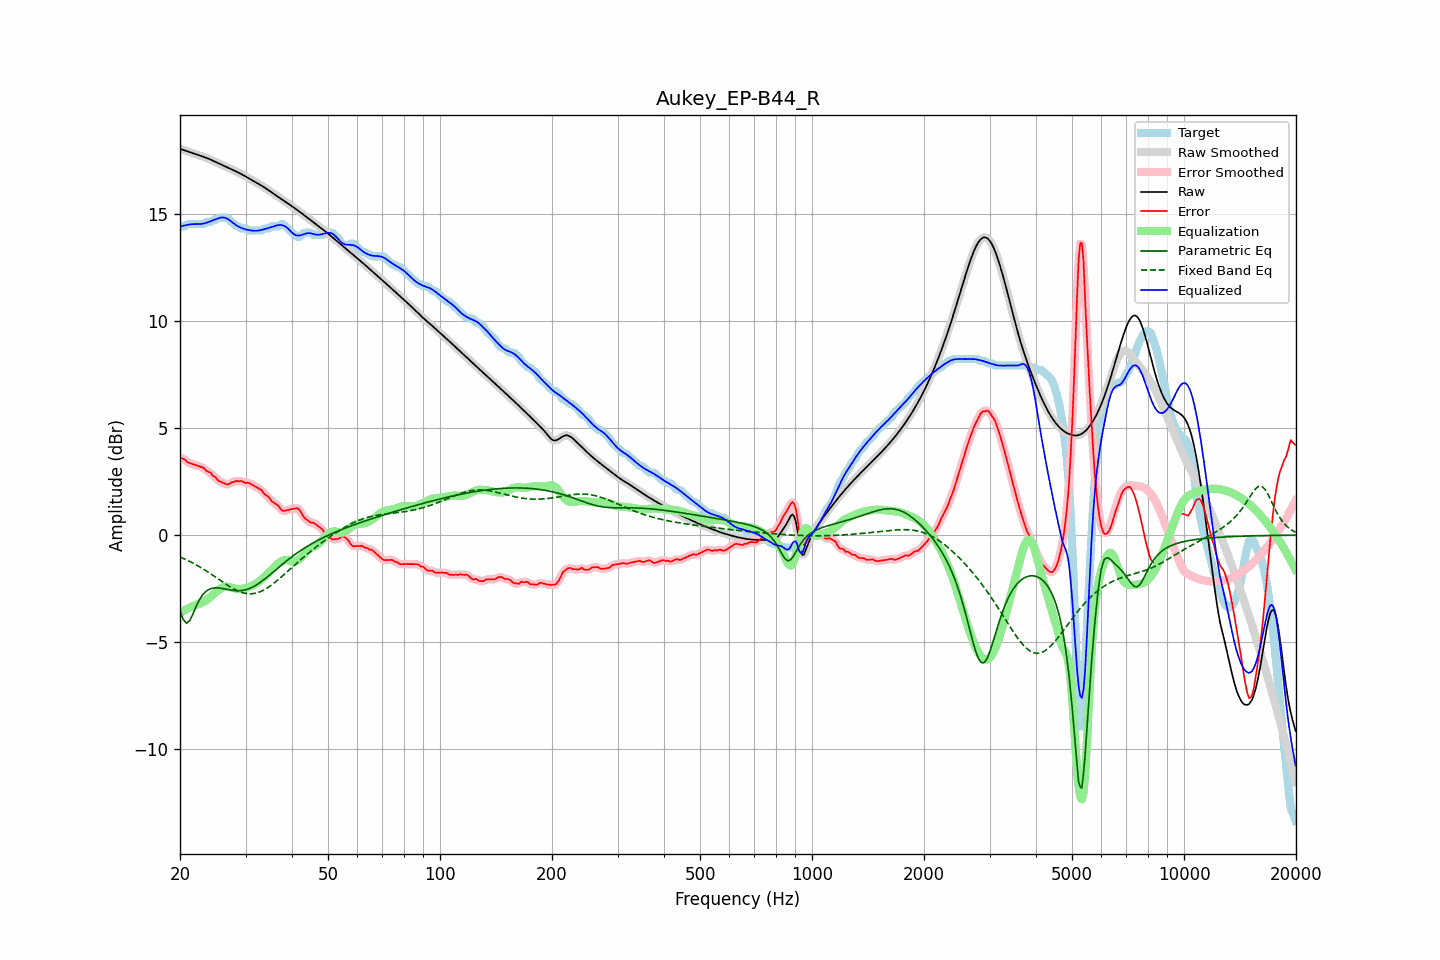 Aukey_EP-B44_R
Target
Raw Smoothed
Error Smoothed
Raw
Error
Equalization
Parametric Eq
Fixed Band Eq
Equalized
Amplitude (dBr)
15
10
5
0
−5
−10
20
50
100
200
500
1000
2000
5000
10000
20000
Frequency (Hz)